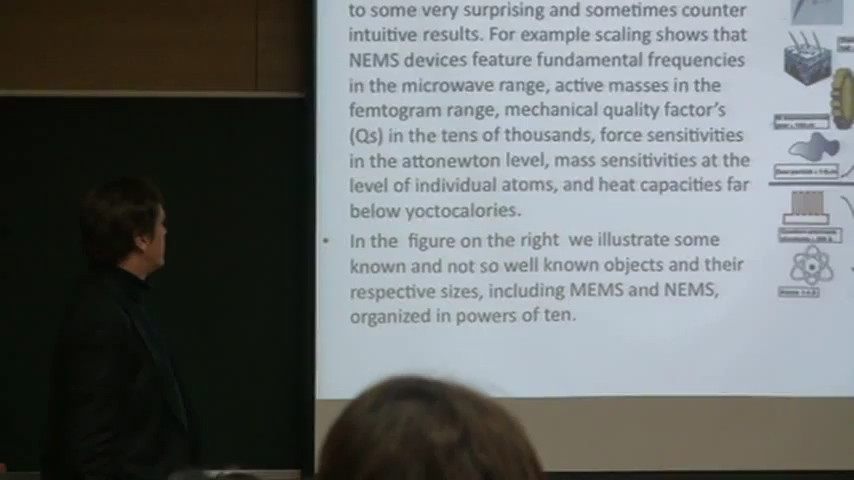 to some very surprising and sometimes counter
intuitive results. For example scaling shows that
NEMS devices feature fundamental frequencies
in the microwave range, active masses in the
femtogram range, mechanical quality factor's
(Qs) in the tens of thousands, force sensitivities
in the attonewton level, mass sensitivities at the
level of individual atoms, and heat capacities far
below yoctocalories.
• In the figure on the right we illustrate some
known and not so well known objects and their
respective sizes, including MEMS and NEMS,
organized in powers of ten.